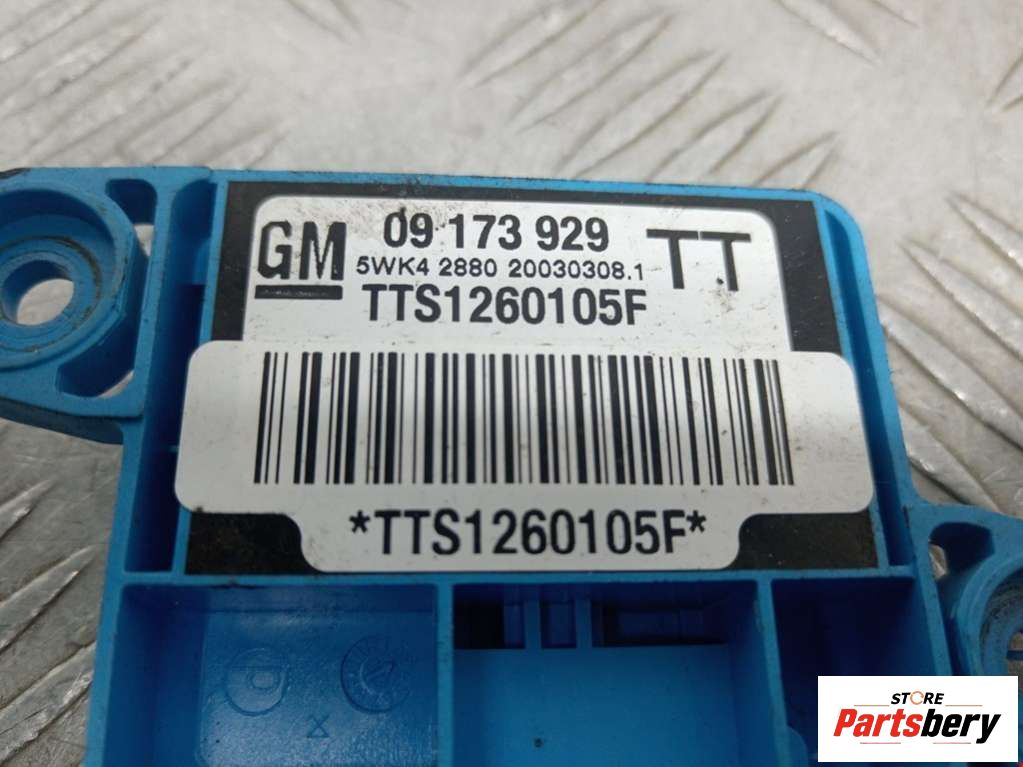 GM
09 173 929
TT
5WK4 2880 20030308.1
TTS1260105F
*TTS1260105F*
X
STORE
Partsbery